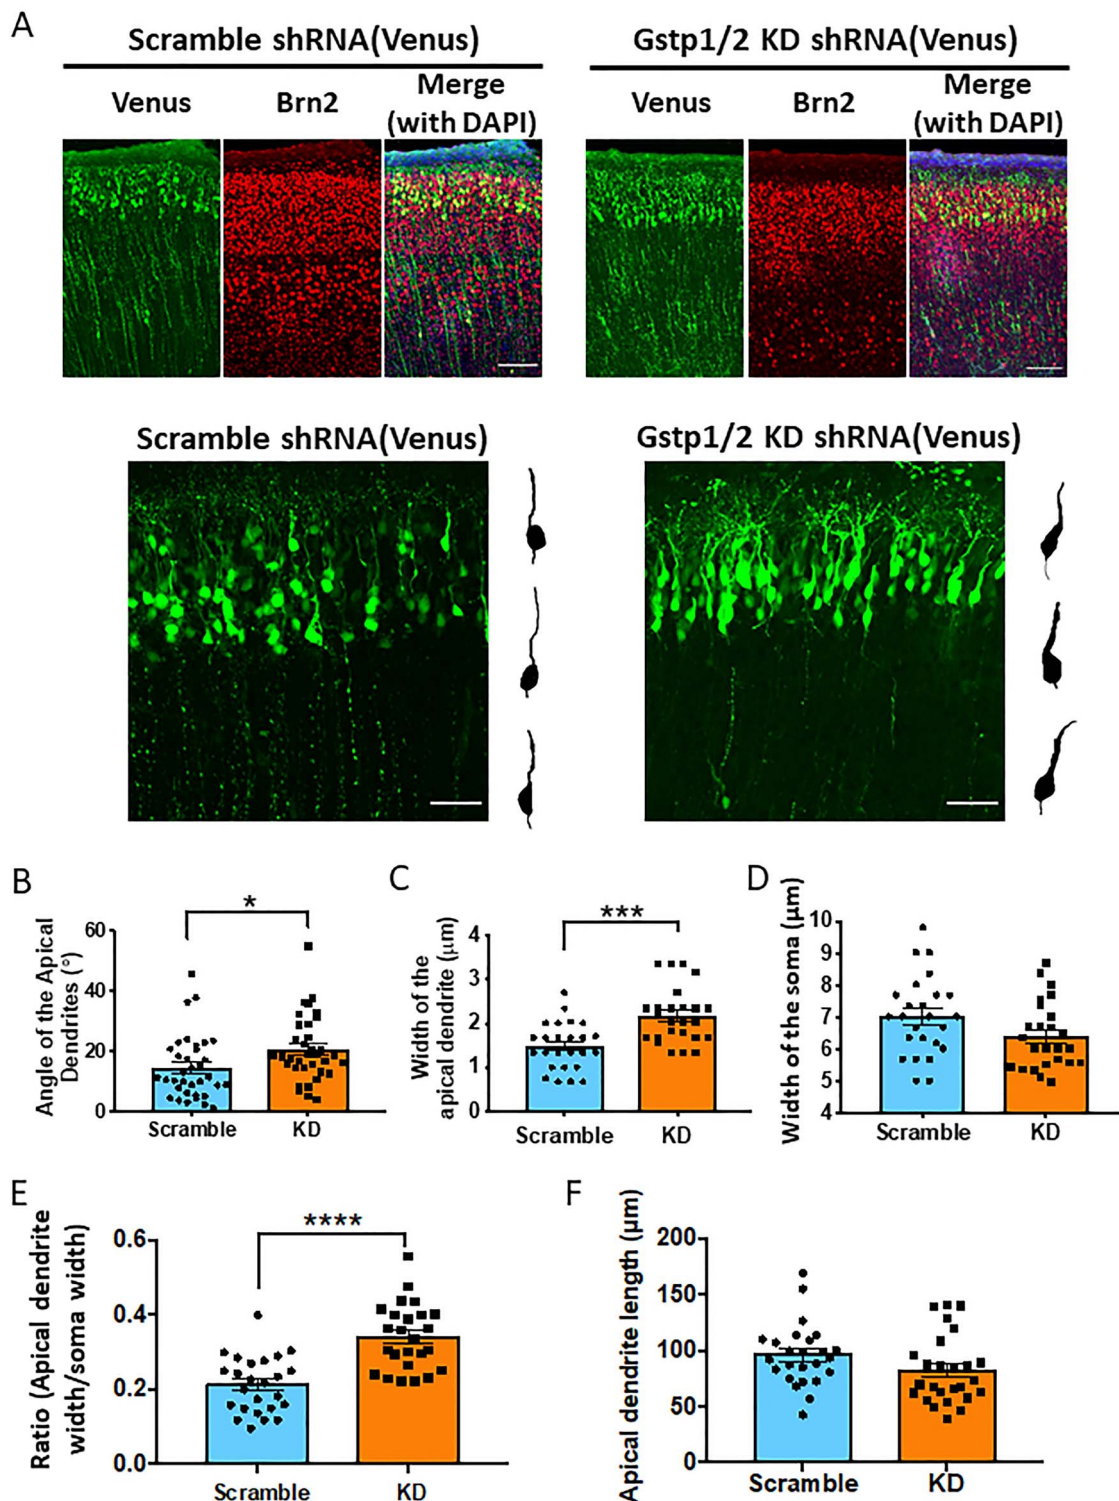 A
Scramble shRNA(Venus)
Gstp1/2 KD shRNA(Venus)
Venus
Brn2
Merge
(with DAPI)
Venus
Brn2
Merge
(with DAPI)
Scramble shRNA(Venus)
Gstp1/2 KD shRNA(Venus)
B
Angle of the Apical
Dendrites (°)
60
40
20
0
*
Scramble
KD
C
Width of the
apical dendrite (μm)
4
3
2
1
0
***
Scramble
KD
D
Width of the soma (μm)
10
9
8
7
6
5
4
Scramble
KD
E
Ratio (Apical dendrite
width/soma width)
0.6
0.4
0.2
0.0
****
Scramble
KD
F
Apical dendrite length (μm)
200
150
100
50
0
Scramble
KD